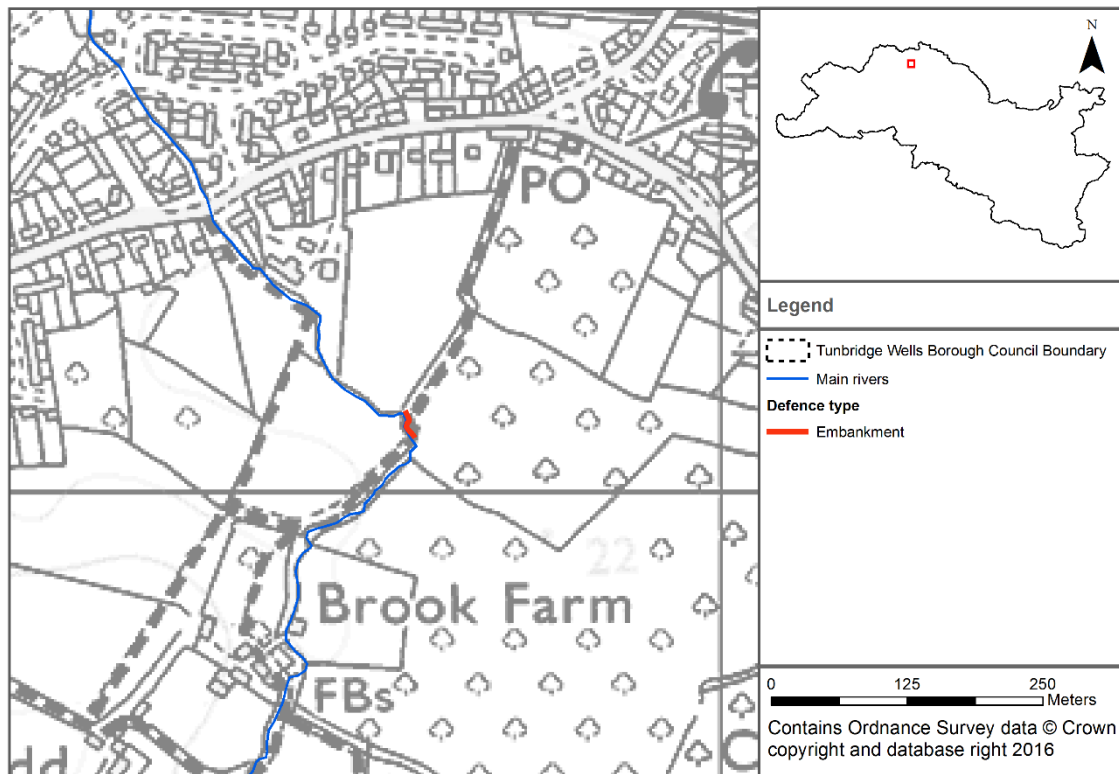 PO
22
Brook Farm
FBs
dd
C
N
Legend
Tunbridge Wells Borough Council Boundary
Main rivers
Defence type
Embankment
0 125 250
Meters
Contains Ordnance Survey data © Crown
copyright and database right 2016